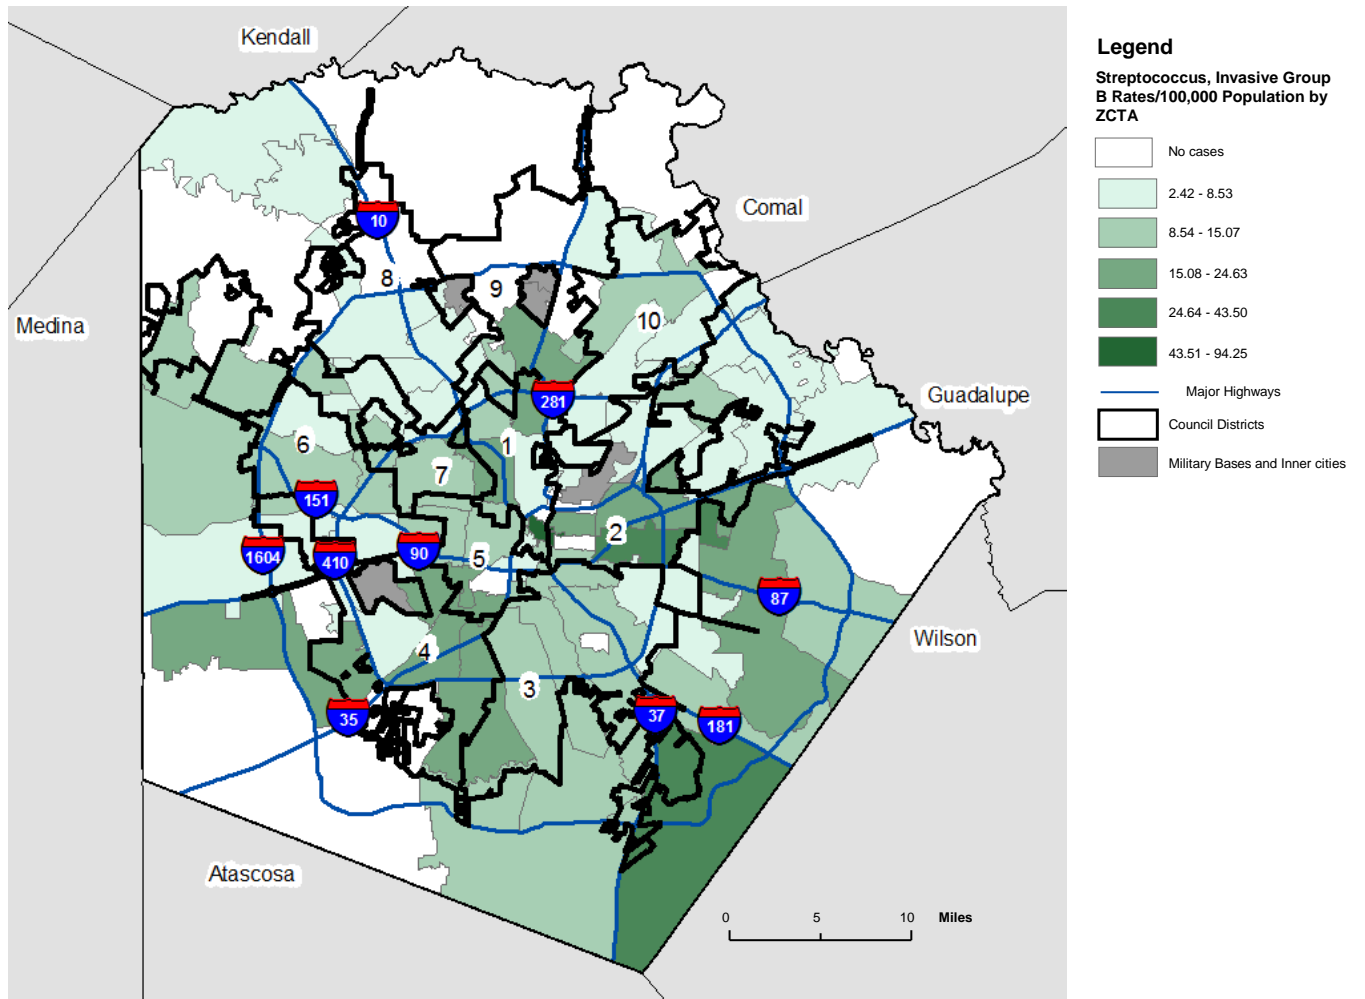 Kendall
Comal
Medina
Guadalupe
Wilson
Atascosa
10
8
9
10
281
6
1
7
151
2
1604
410
90
5
87
4
3
35
37
181
0 5 10 Miles
Legend
Streptococcus, Invasive Group
B Rates/100,000 Population by
ZCTA
No cases
2.42 - 8.53
8.54 - 15.07
15.08 - 24.63
24.64 - 43.50
43.51 - 94.25
Major Highways
Council Districts
Military Bases and Inner cities